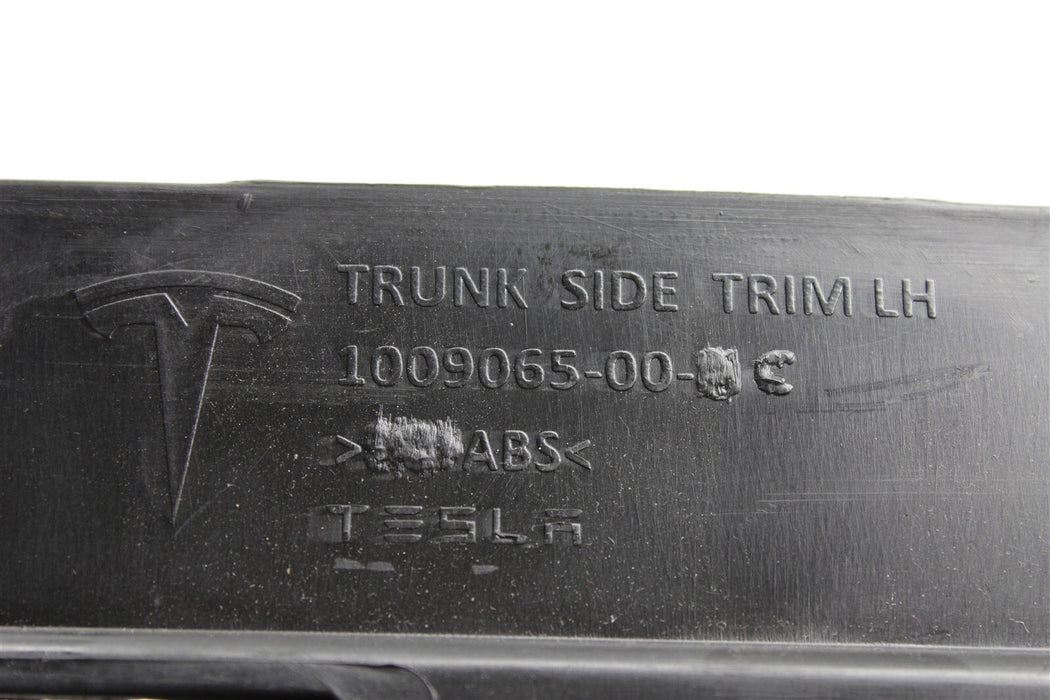 TRUNK SIDE TRIM LH
1009065-00- C
> ABS<
TESLA